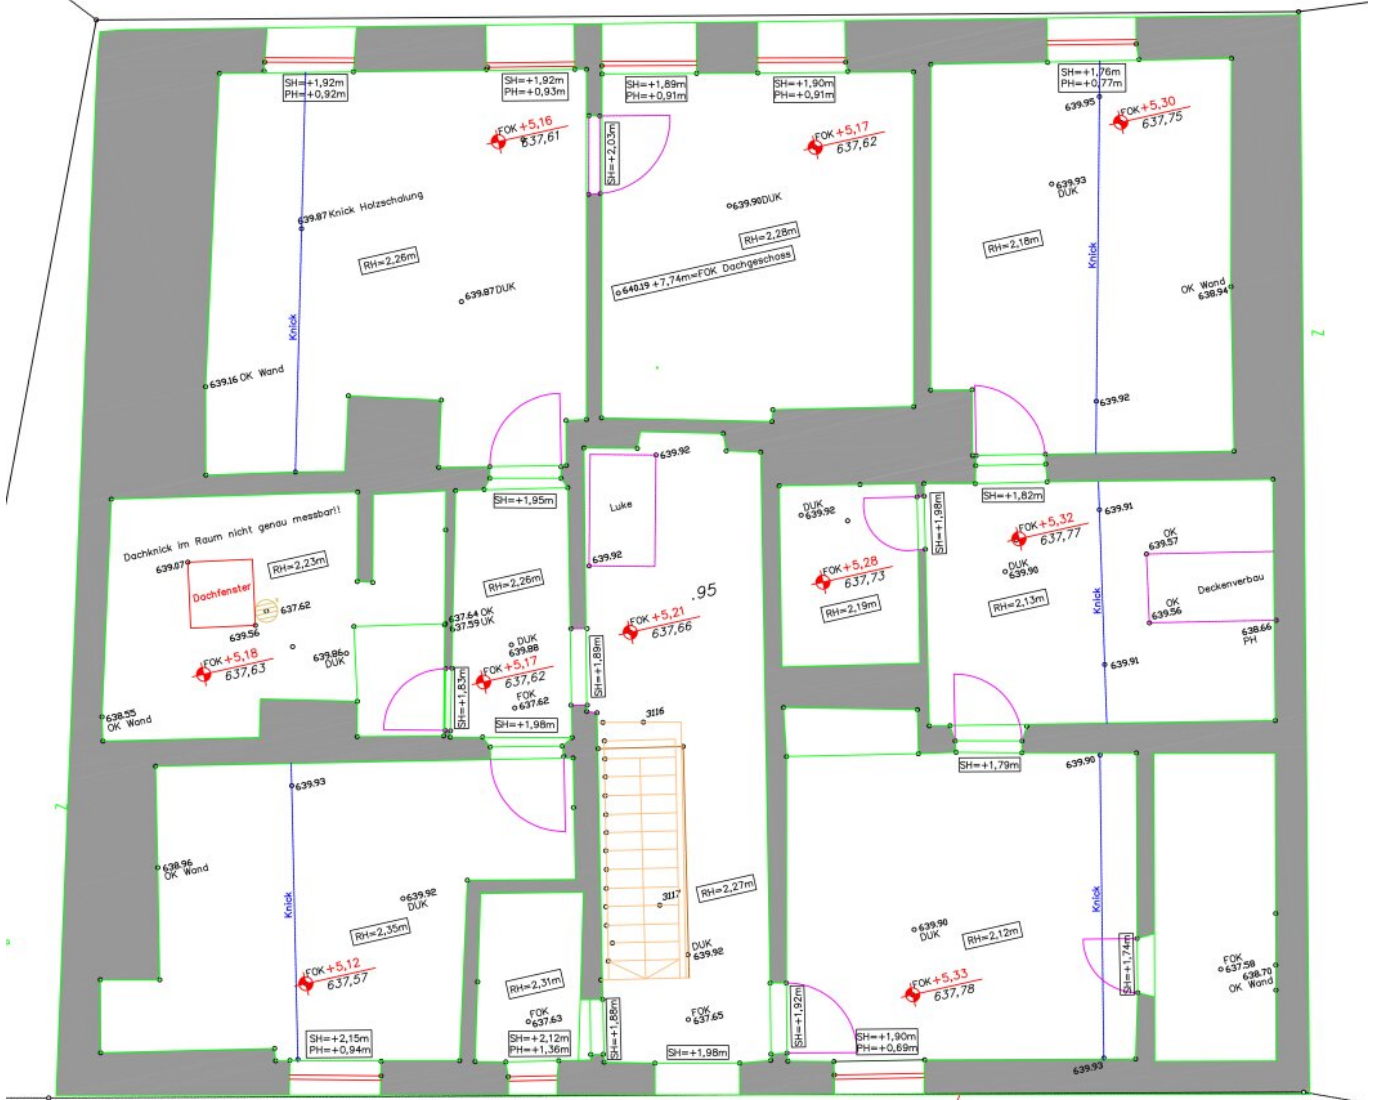 SH=+1,92m
PH=+0,92m
SH=+1,92m
PH=+0,93m
SH=+1,89m
PH=+0,91m
SH=+1,90m
PH=+0,91m
SH=+1,76m
PH=+0,77m
639.95
FOK +5,16
637,61
SH=+2,03m
FOK +5,17
637,62
FOK +5,30
637,75
639.93
DUK
639.87 Knick Holzschalung
RH=2,26m
639.90 DUK
RH=2,28m
640.19 +7,74m=FOK Dachgeschoss
RH=2,18m
Knick
OK Wand
638.94
639.87 DUK
Knick
639.16 OK Wand
639.92
Z
SH=+1,95m
639.92
Luke
639.92
SH=+1,82m
DUK
639.92
SH=+1,98m
639.91
FOK +5,32
637,77
DUK
639.90
RH=2,13m
OK
639.57
Deckenverbau
OK
639.56
638.66
PH
Knick
639.91
FOK +5,28
637,73
RH=2,19m
Dachknick im Raum nicht genau messbar!!
639.07
RH=2,23m
Dachfenster
637.62
639.56
639.86
DUK
FOK +5,18
637,63
638.55
OK Wand
RH=2,26m
637.64 OK
637.59 UK
DUK
639.88
FOK +5,17
637,62
FOK
637.62
SH=+1,83m
SH=+1,98m
.95
FOK +5,21
637,66
SH=+1,89m
3116
SH=+1,79m
639.90
Z
639.93
638.96
OK Wand
Knick
639.92
DUK
RH=2,35m
FOK +5,12
637,57
SH=+2,15m
PH=+0,94m
RH=2,31m
FOK
637.63
SH=+2,12m
PH=+1,36m
SH=+1,88m
3117
RH=2,27m
DUK
639.92
FOK
637.65
SH=+1,98m
SH=+1,92m
639.90
DUK
RH=2,12m
Knick
FOK +5,33
637,78
SH=+1,90m
PH=+0,69m
SH=+1,74m
FOK
637.58
638.70
OK Wand
639.93